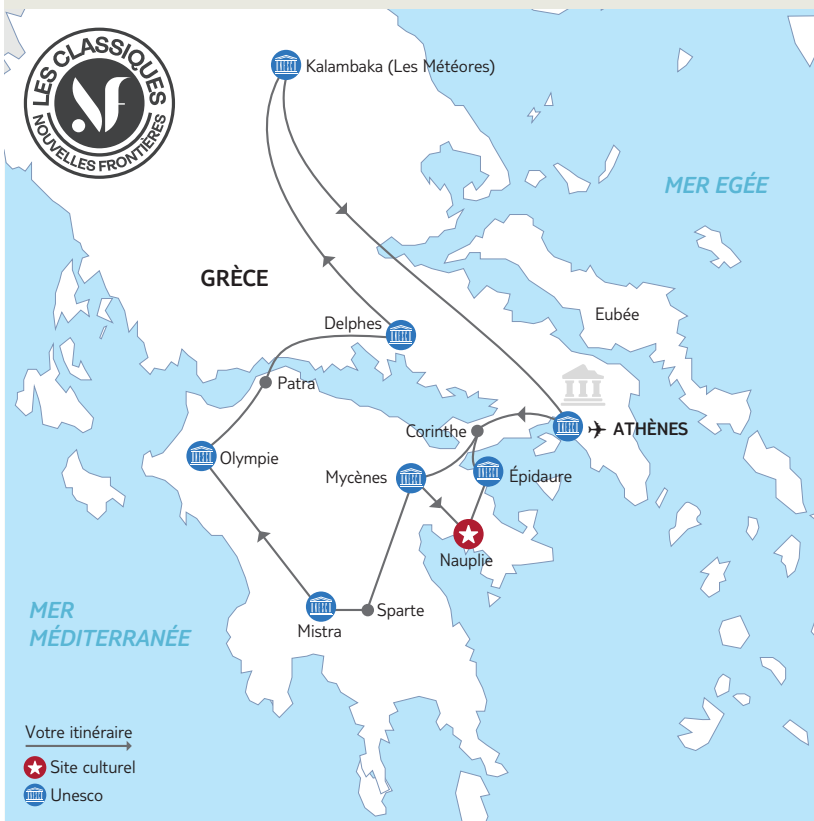 LES CLASSIQUES
NF
NOUVELLES FRONTIÈRES
Kalambaka (Les Météores)
MER EGÉE
GRÈCE
Eubée
Delphes
Patra
Corinthe
ATHÈNES
Olympie
Mycènes
Épidaure
Nauplie
Sparte
Mistra
MER
MÉDITERRANÉE
Votre itinéraire
Site culturel
Unesco